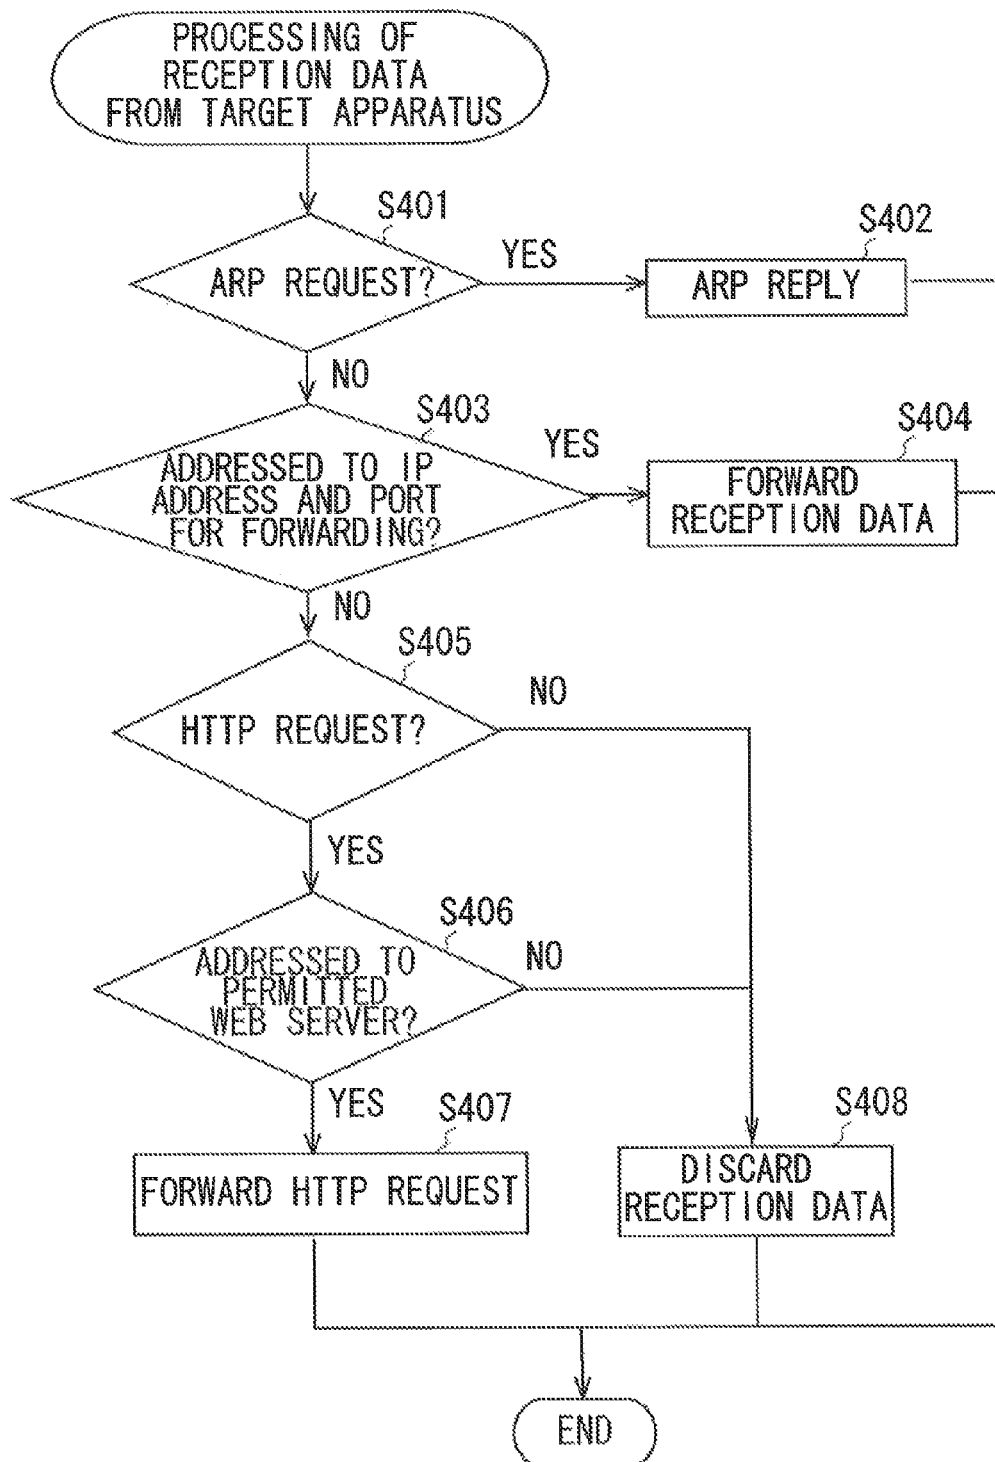 PROCESSING OF
RECEPTION DATA
FROM TARGET APPARATUS
S401
ARP REQUEST?
YES
S402
ARP REPLY
NO
S403
ADDRESSED TO IP
ADDRESS AND PORT
FOR FORWARDING?
YES
S404
FORWARD
RECEPTION DATA
NO
S405
HTTP REQUEST?
NO
YES
S406
ADDRESSED TO
PERMITTED
WEB SERVER?
NO
YES
S407
FORWARD HTTP REQUEST
S408
DISCARD
RECEPTION DATA
END